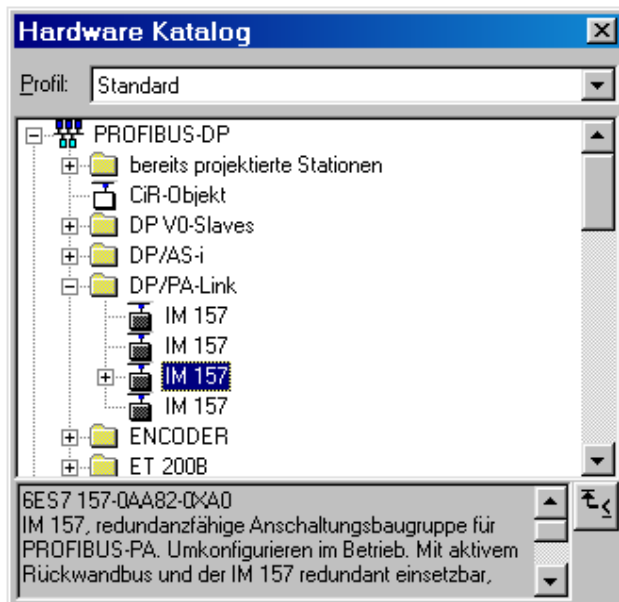 Hardware Katalog
Profil: Standard
PROFIBUS-DP
bereits projektierte Stationen
CiR-Objekt
DP V0-Slaves
DP/AS-i
DP/PA-Link
IM 157
IM 157
IM 157
IM 157
ENCODER
ET 200B
6ES7 157-0AA82-0XA0
IM 157, redundanzfähige Anschaltungsbaugruppe für
PROFIBUS-PA. Umkonfigurieren im Betrieb. Mit aktivem
Rückwandbus und der IM 157 redundant einsetzbar,